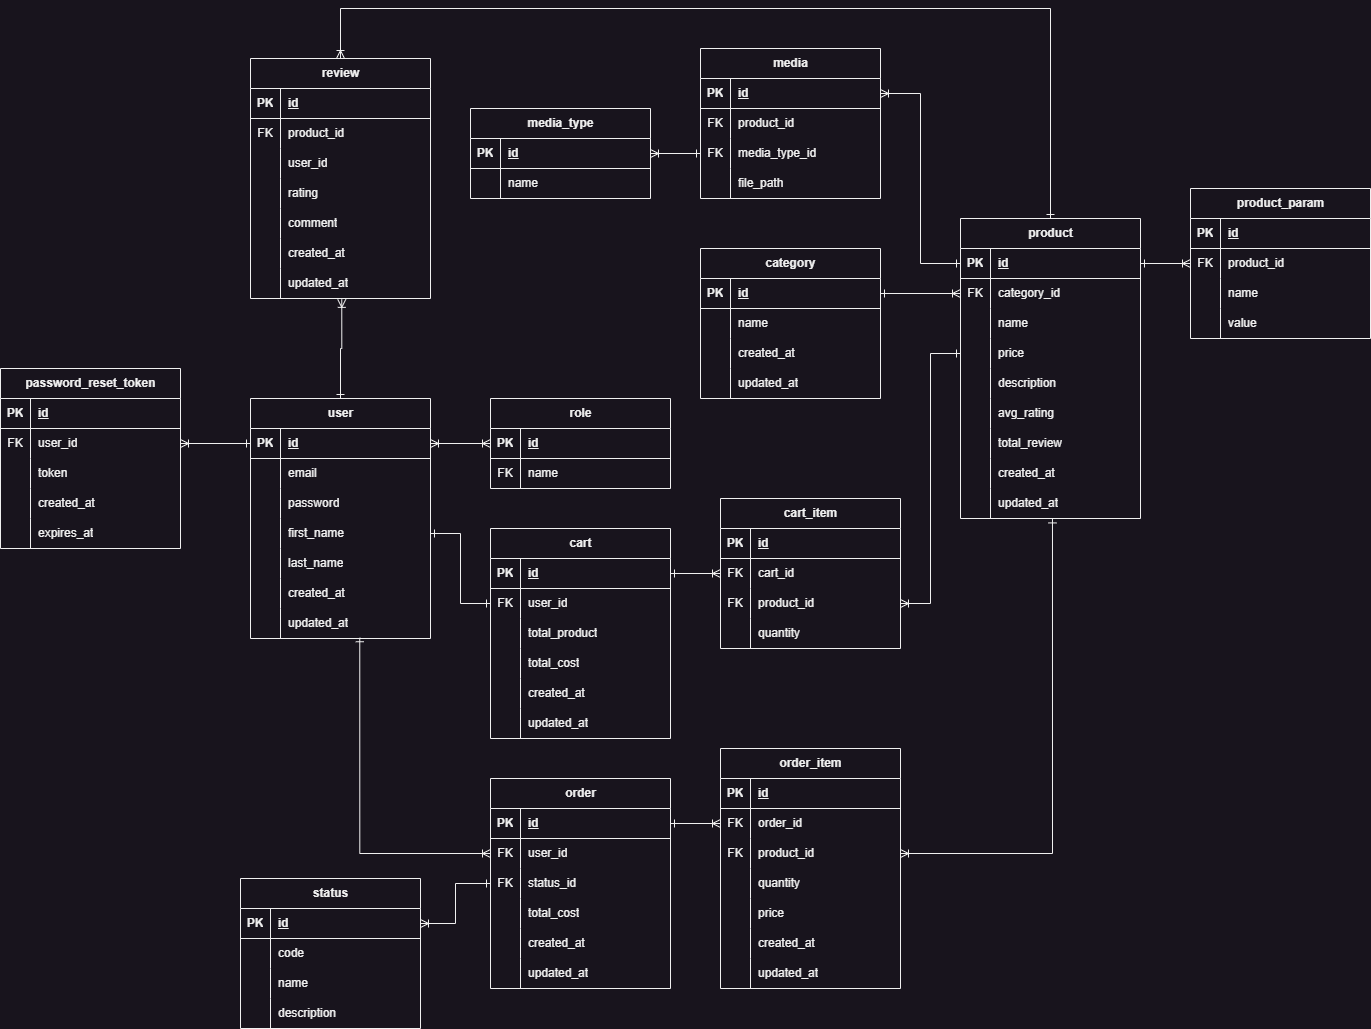 review
PK id
FK product_id
user_id
rating
comment
created_at
updated_at
media_type
PK id
name
media
PK id
FK product_id
FK media_type_id
file_path
category
PK id
name
created_at
updated_at
product
PK id
FK category_id
name
price
description
avg_rating
total_review
created_at
updated_at
product_param
PK id
FK product_id
name
value
password_reset_token
PK id
FK user_id
token
created_at
expires_at
user
PK id
email
password
first_name
last_name
created_at
updated_at
role
PK id
FK name
cart
PK id
FK user_id
total_product
total_cost
created_at
updated_at
cart_item
PK id
FK cart_id
FK product_id
quantity
order
PK id
FK user_id
FK status_id
total_cost
created_at
updated_at
order_item
PK id
FK order_id
FK product_id
quantity
price
created_at
updated_at
status
PK id
code
name
description